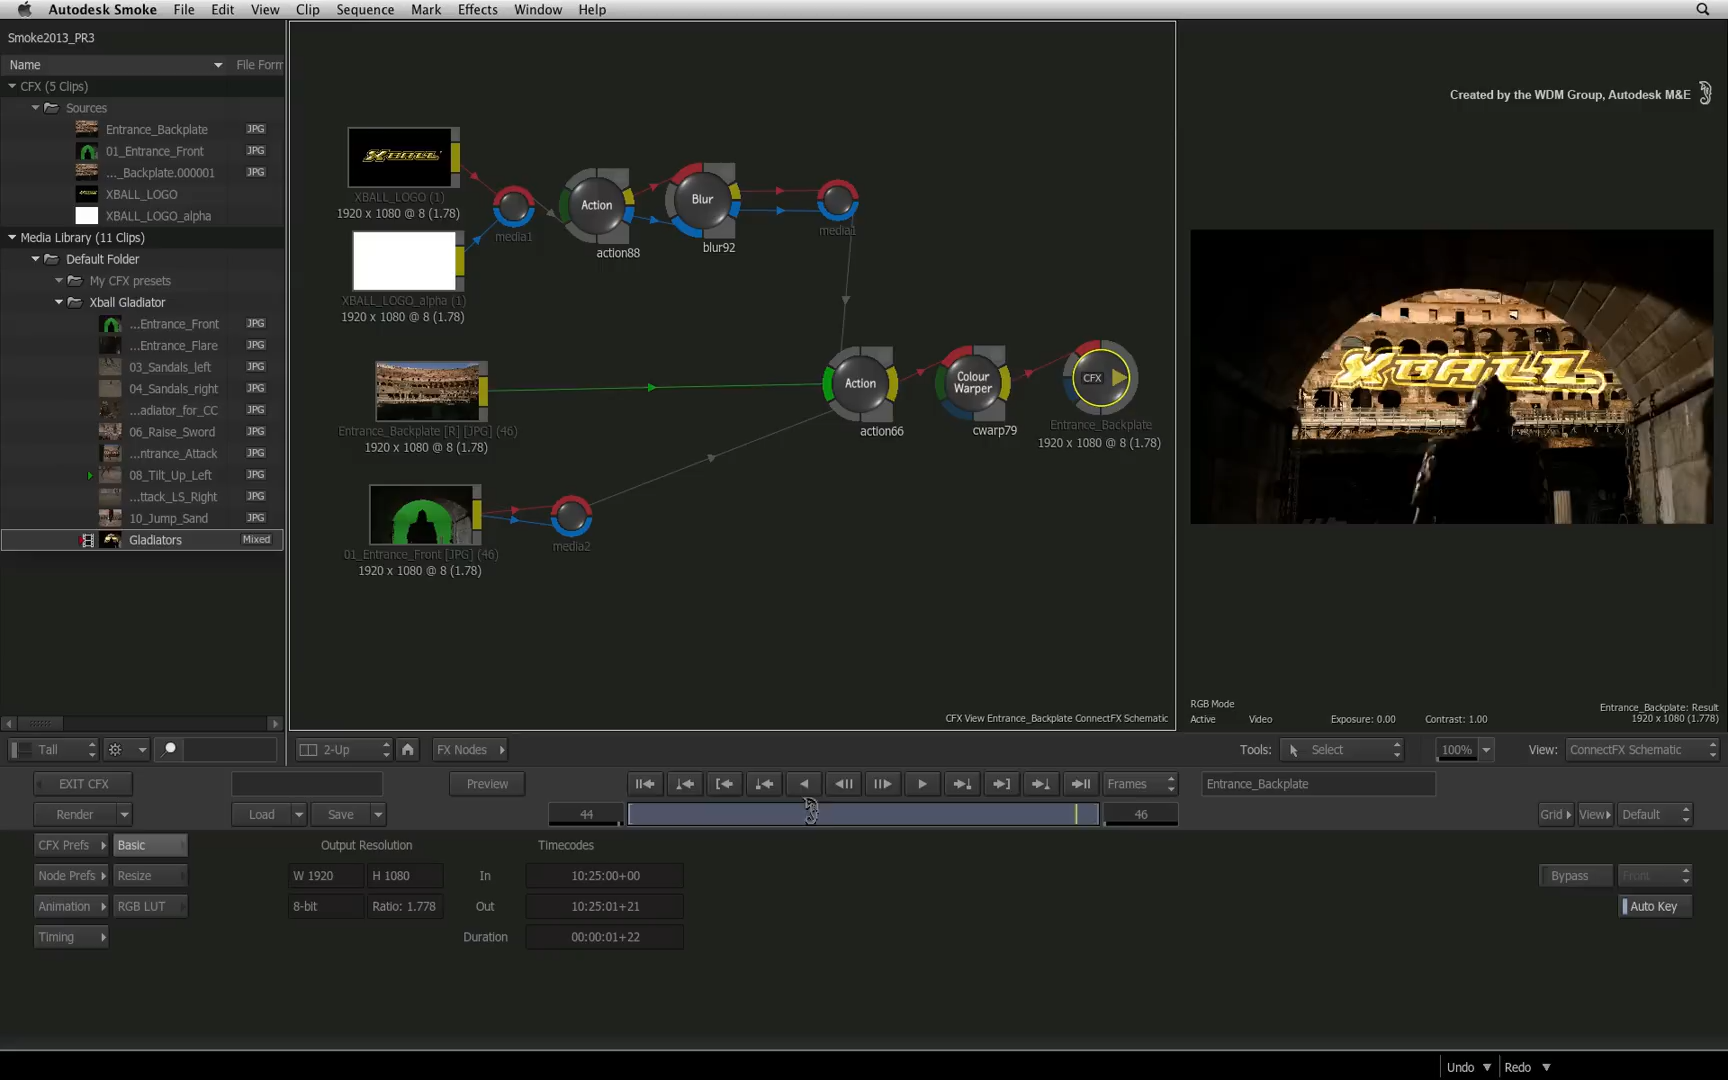 Autodesk Smoke File Edit View Clip Sequence Mark Effects Window Help
Smoke2013_PR3
Name File Form
CFX (5 Clips)
Sources
Entrance_Backplate JPG
01_Entrance_Front JPG
..._Backplate.000001 JPG
XBALL_LOGO
XBALL_LOGO_alpha
Media Library (11 Clips)
Default Folder
My CFX presets
Xball Gladiator
...Entrance_Front JPG
...Entrance_Flare JPG
03_Sandals_left JPG
04_Sandals_right JPG
...adiator_for_CC JPG
06_Raise_Sword JPG
...ntrance_Attack JPG
08_Tilt_Up_Left JPG
...ttack_LS_Right JPG
10_Jump_Sand JPG
Gladiators Mixed
XBALL
XBALL_LOGO (1)
1920 x 1080 @ 8 (1.78)
media1
Action
action88
Blur
blur92
media1
XBALL_LOGO_alpha (1)
1920 x 1080 @ 8 (1.78)
Entrance_Backplate [R] [JPG] (46)
1920 x 1080 @ 8 (1.78)
Action
action66
Colour
Warper
cwarp79
CFX
Entrance_Backplate
1920 x 1080 @ 8 (1.78)
01_Entrance_Front [JPG] (46)
1920 x 1080 @ 8 (1.78)
media2
CFX View Entrance_Backplate ConnectFX Schematic
Created by the WDM Group, Autodesk M&E
XBALL
RGB Mode
Active Video Exposure: 0.00 Contrast: 1.00
Entrance_Backplate: Result
1920 x 1080 (1.778)
Tall 2-Up FX Nodes Tools: Select 100% View: ConnectFX Schematic
EXIT CFX Preview Frames Entrance_Backplate
Render Load Save 44 46 Grid View Default
CFX Prefs Basic Output Resolution Timecodes
Node Prefs Resize W 1920 H 1080 In 10:25:00+00 Bypass Front
Animation RGB LUT 8-bit Ratio: 1.778 Out 10:25:01+21 Auto Key
Timing Duration 00:00:01+22
Undo Redo